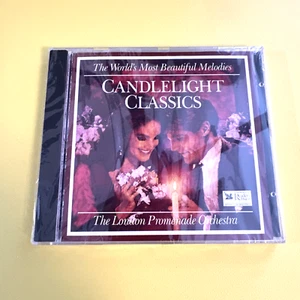 The World's Most Beautiful Melodies
CANDLELIGHT
CLASSICS
The London Promenade Orchestra